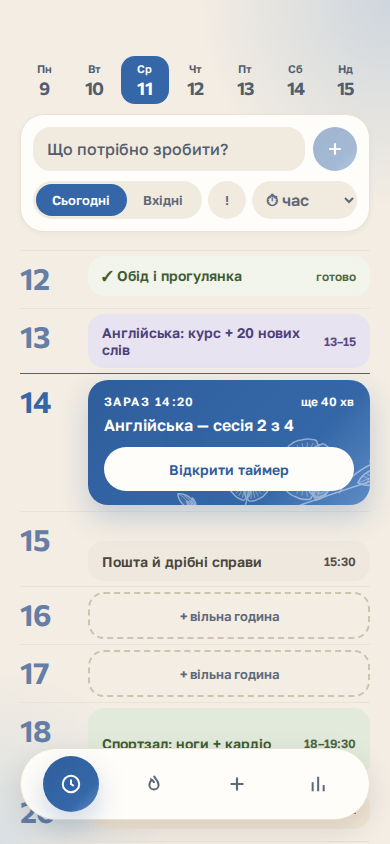 Пн Вт Ср Чт Пт Сб Нд
9 10 11 12 13 14 15
Що потрібно зробити?
+
Сьогодні Вхідні ! ⏱ час
12 ✓ Обід і прогулянка готово
13 Англійська: курс + 20 нових слів 13–15
14 ЗАРАЗ 14:20 ще 40 хв
Англійська — сесія 2 з 4
Відкрити таймер
15
Пошта й дрібні справи 15:30
16 + вільна година
17 + вільна година
18
Спортзал: ноги + кардіо 18–19:30